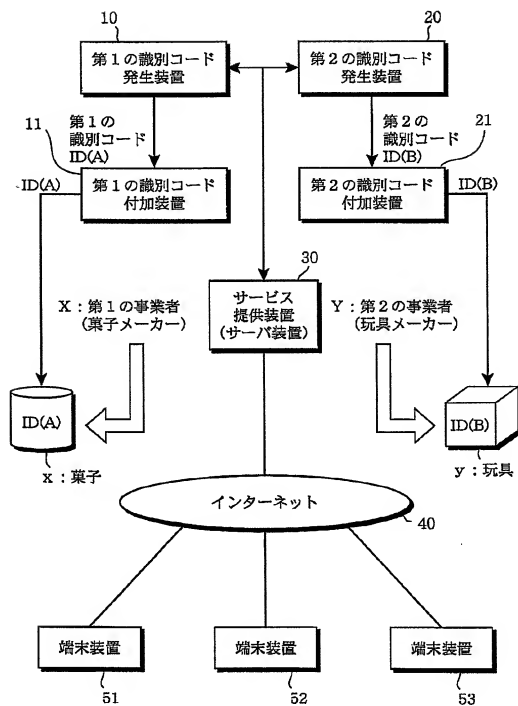 10
20
第1の識別コード
発生装置
第2の識別コード
発生装置
11
第1の
識別コード
ID(A)
第2の
識別コード
ID(B)
21
ID(A)
第1の識別コード
付加装置
第2の識別コード
付加装置
ID(B)
30
X：第1の事業者
（菓子メーカー）
サービス
提供装置
（サーバ装置）
Y：第2の事業者
（玩具メーカー）
ID(A)
ID(B)
x：菓子
y：玩具
インターネット
40
端末装置
端末装置
端末装置
51
52
53